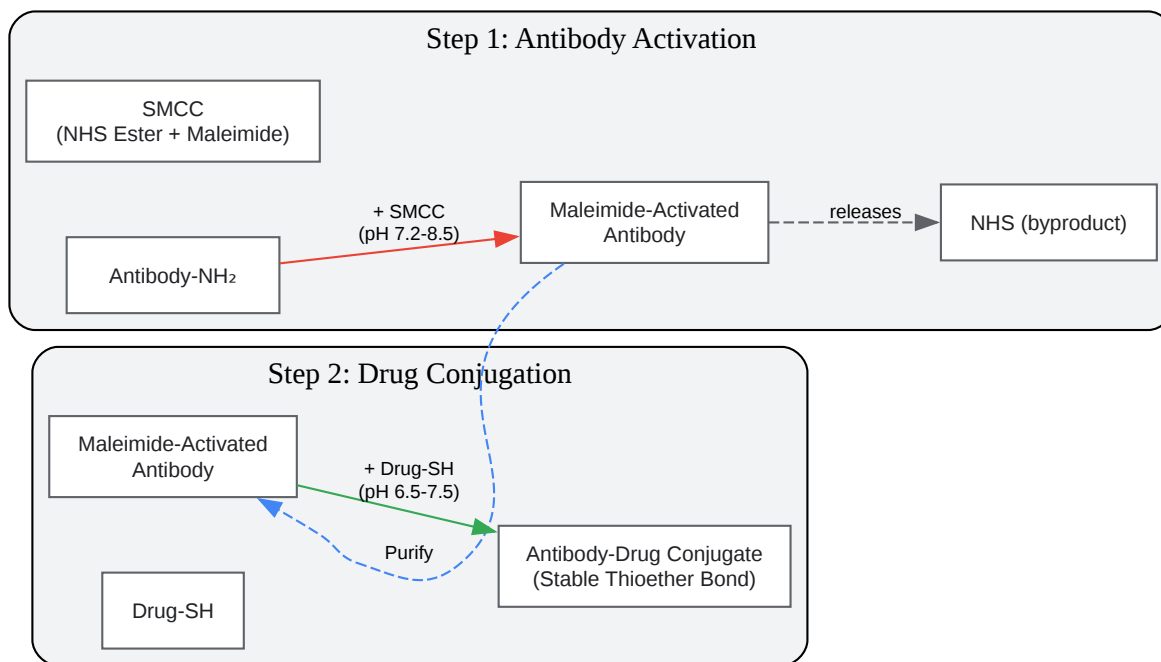 Step 1: Antibody Activation
SMCC
(NHS Ester + Maleimide)
+ SMCC
(pH 7.2-8.5)
Antibody-NH₂
Maleimide-Activated
Antibody
releases
NHS (byproduct)
Step 2: Drug Conjugation
Maleimide-Activated
Antibody
+ Drug-SH
(pH 6.5-7.5)
Purify
Antibody-Drug Conjugate
(Stable Thioether Bond)
Drug-SH